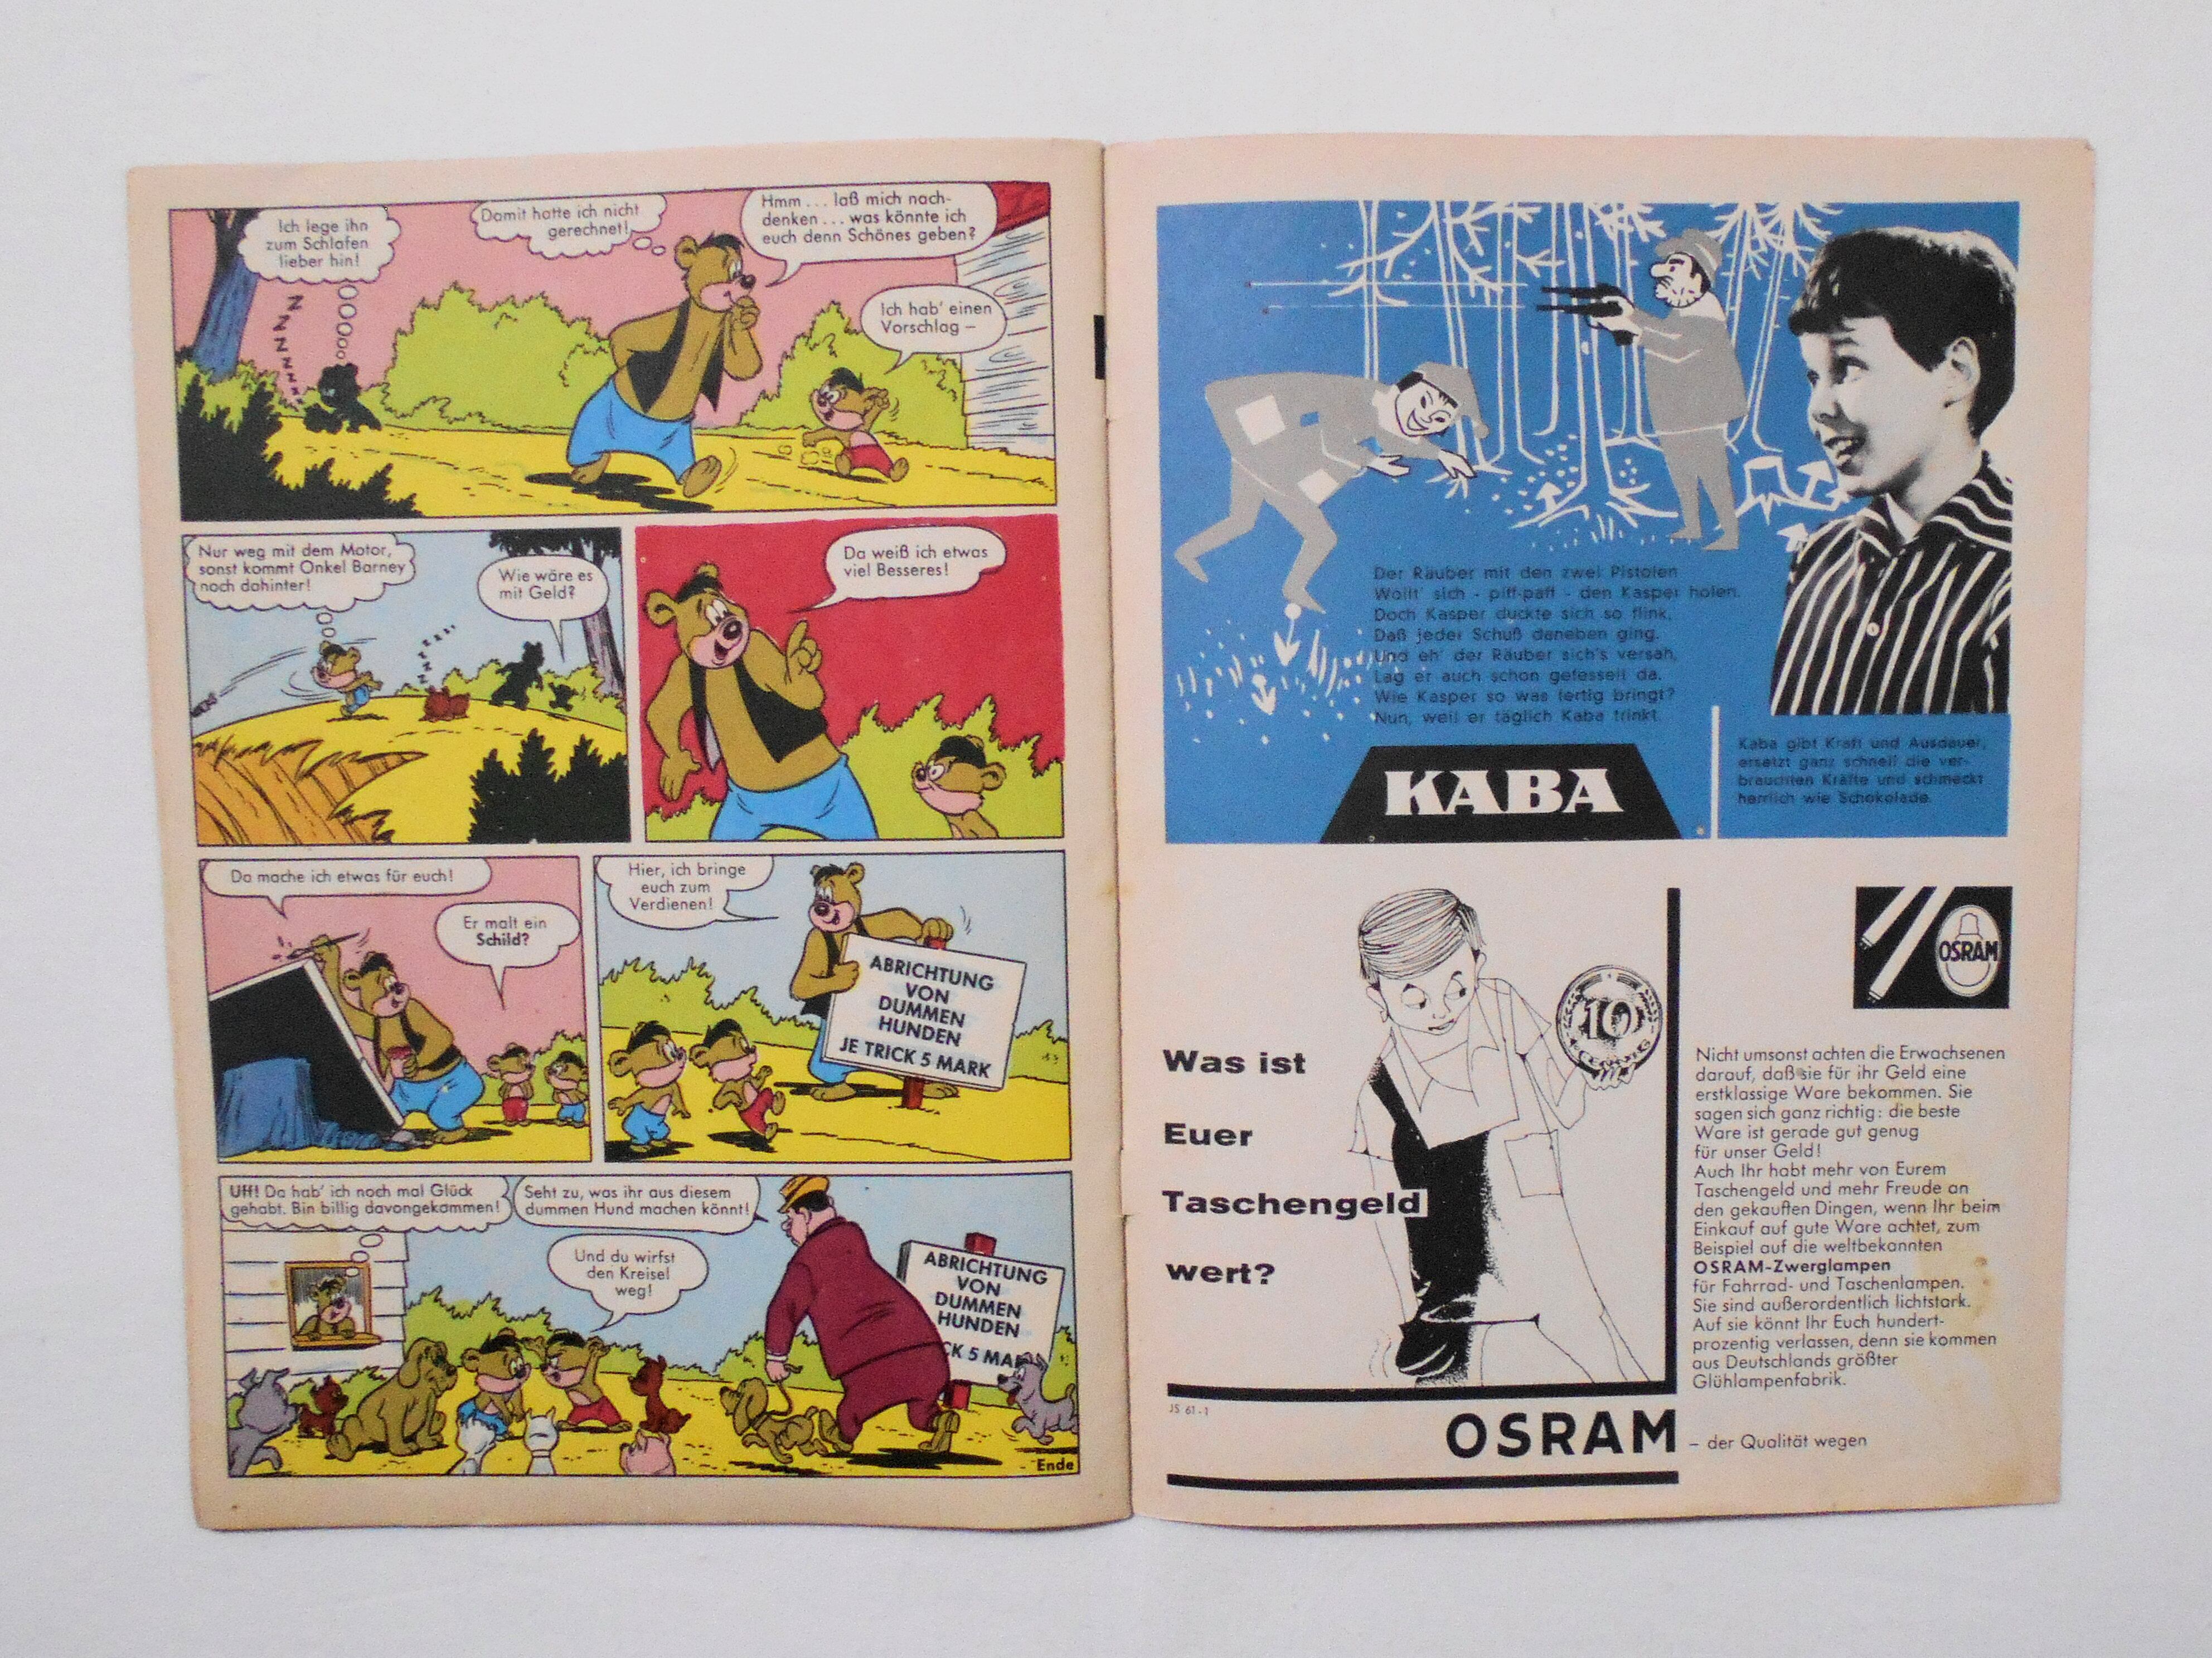 Ich lege ihn
zum Schlafen
lieber hin!
Damit hatte ich nicht
gerechnet!
Hmm ... laß mich nach-
denken ... was könnte ich
euch denn Schönes geben?
Ich hab' einen
Vorschlag –
Z Z Z Z Z Z Z
Nur weg mit dem Motor,
sonst kommt Onkel Barney
noch dahinter!
Wie wäre es
mit Geld?
Da weiß ich etwas
viel Besseres!
Da mache ich etwas für euch!
Er malt ein
Schild?
Hier, ich bringe
euch zum
Verdienen!
ABRICHTUNG
VON
DUMMEN
HUNDEN
JE TRICK 5 MARK
Uff! Da hab' ich noch mal Glück
gehabt. Bin billig davongekommen!
Seht zu, was ihr aus diesem
dummen Hund machen könnt!
Und du wirfst
den Kreisel
weg!
ABRICHTUNG
VON
DUMMEN
HUNDEN
CK 5 MA
Ende
Der Räuber mit den zwei Pistolen
Wollt' sich - piff-paff - den Kasper holen.
Doch Kasper duckte sich so flink,
Daß jeder Schuß daneben ging.
Und eh' der Räuber sich's versah,
Lag er auch schon gefesselt da.
Wie Kasper so was fertig bringt?
Nun, weil er täglich Kaba trinkt.
KABA
Kaba gibt Kraft und Ausdauer,
ersetzt ganz schnell die ver-
brauchten Kräfte und schmeckt
herrlich wie Schokolade.
Was ist
Euer
Taschengeld
wert?
10
PFENNIG
OSRAM
Nicht umsonst achten die Erwachsenen
darauf, daß sie für ihr Geld eine
erstklassige Ware bekommen. Sie
sagen sich ganz richtig: die beste
Ware ist gerade gut genug
für unser Geld!
Auch Ihr habt mehr von Eurem
Taschengeld und mehr Freude an
den gekauften Dingen, wenn Ihr beim
Einkauf auf gute Ware achtet, zum
Beispiel auf die weltbekannten
OSRAM-Zwerglampen
für Fahrrad- und Taschenlampen.
Sie sind außerordentlich lichtstark.
Auf sie könnt Ihr Euch hundert-
prozentig verlassen, denn sie kommen
aus Deutschlands größter
Glühlampenfabrik.
JS 61-1
OSRAM – der Qualität wegen